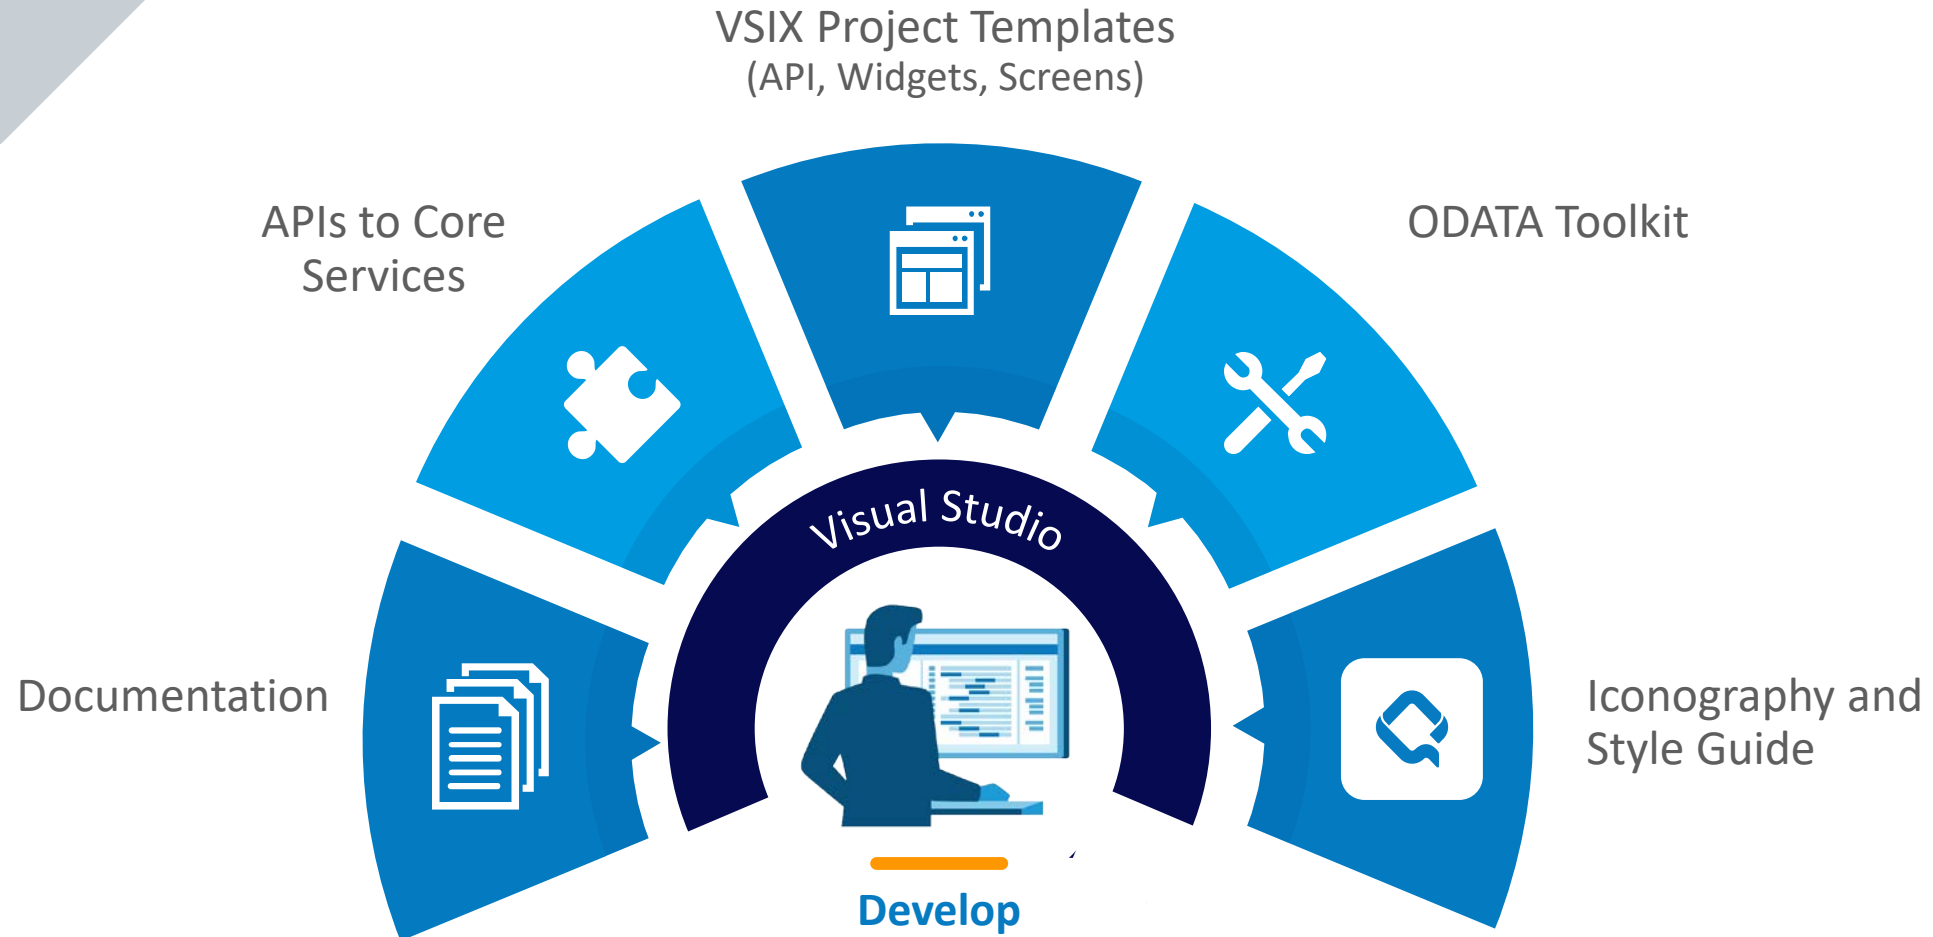 VSIX Project Templates
(API, Widgets, Screens)
APIs to Core
Services
ODATA Toolkit
Visual Studio
Documentation
Iconography and
Style Guide
Develop